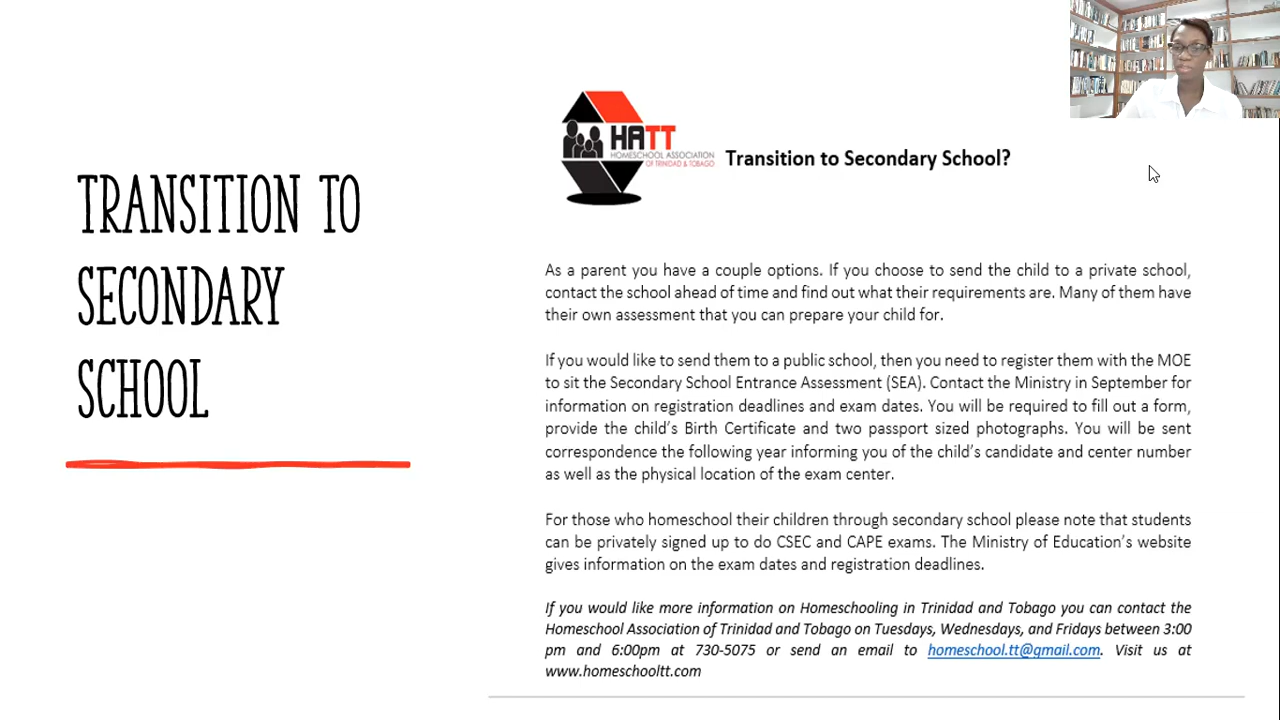 TRANSITION TO
SECONDARY
SCHOOL
HATT
HOMESCHOOL ASSOCIATION
OF TRINIDAD & TOBAGO
Transition to Secondary School?
As a parent you have a couple options. If you choose to send the child to a private school,
contact the school ahead of time and find out what their requirements are. Many of them have
their own assessment that you can prepare your child for.
If you would like to send them to a public school, then you need to register them with the MOE
to sit the Secondary School Entrance Assessment (SEA). Contact the Ministry in September for
information on registration deadlines and exam dates. You will be required to fill out a form,
provide the child's Birth Certificate and two passport sized photographs. You will be sent
correspondence the following year informing you of the child's candidate and center number
as well as the physical location of the exam center.
For those who homeschool their children through secondary school please note that students
can be privately signed up to do CSEC and CAPE exams. The Ministry of Education's website
gives information on the exam dates and registration deadlines.
If you would like more information on Homeschooling in Trinidad and Tobago you can contact the
Homeschool Association of Trinidad and Tobago on Tuesdays, Wednesdays, and Fridays between 3:00
pm and 6:00pm at 730-5075 or send an email to homeschool.tt@gmail.com. Visit us at
www.homeschooltt.com